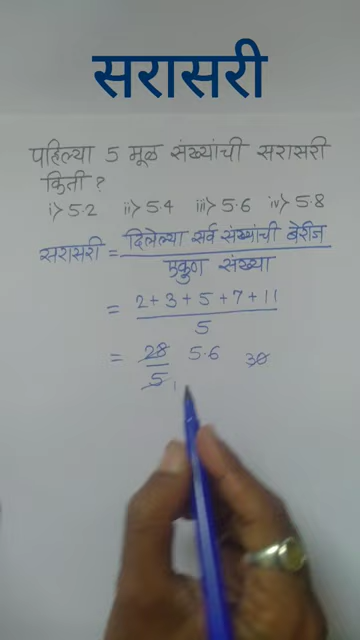 सरासरी
पहिल्या 5 मूळ संख्यांची सरासरी
किती ?
i> 5.2 ii> 5.4 iii> 5.6 iv> 5.8
सरासरी = दिलेल्या सर्व संख्यांची बेरीज
एकुण संख्या
= 2+3+5+7+11
5
= 28 5.6 30
5 1